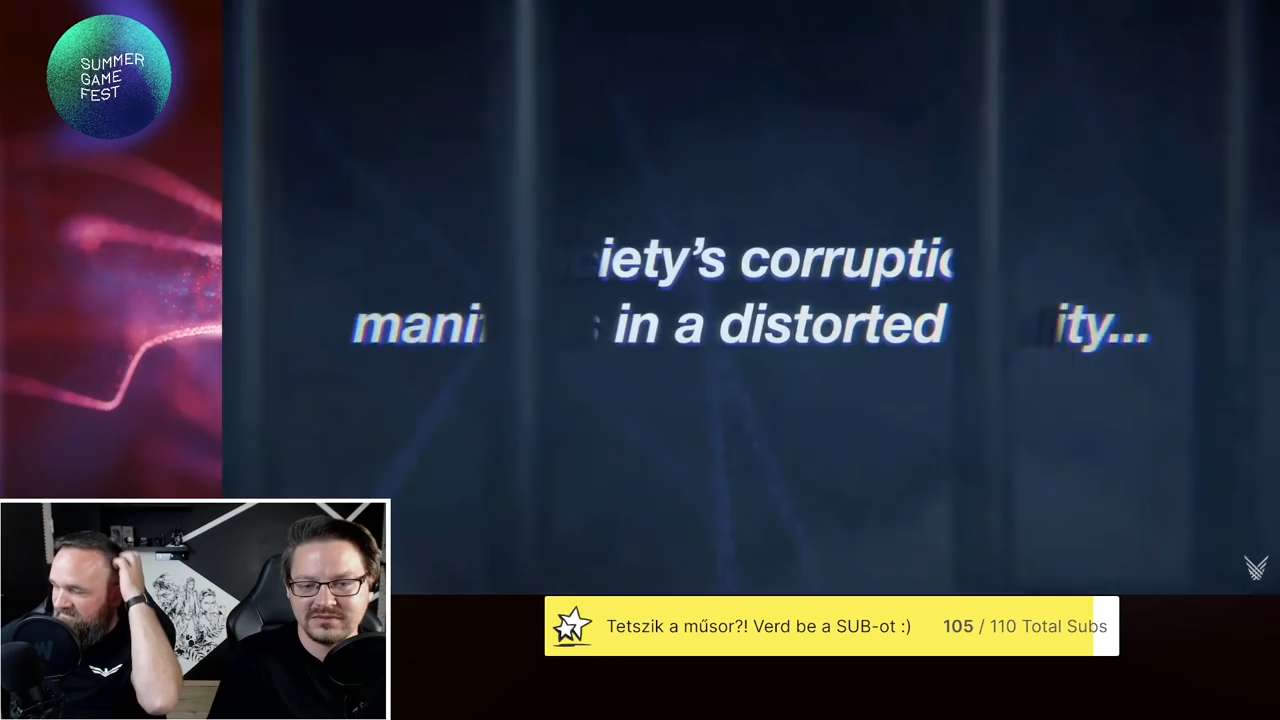 SUMMER
GAME
FEST
iety's corruptic
mani in a distorted ity...
Tetszik a műsor?! Verd be a SUB-ot :) 105 / 110 Total Subs